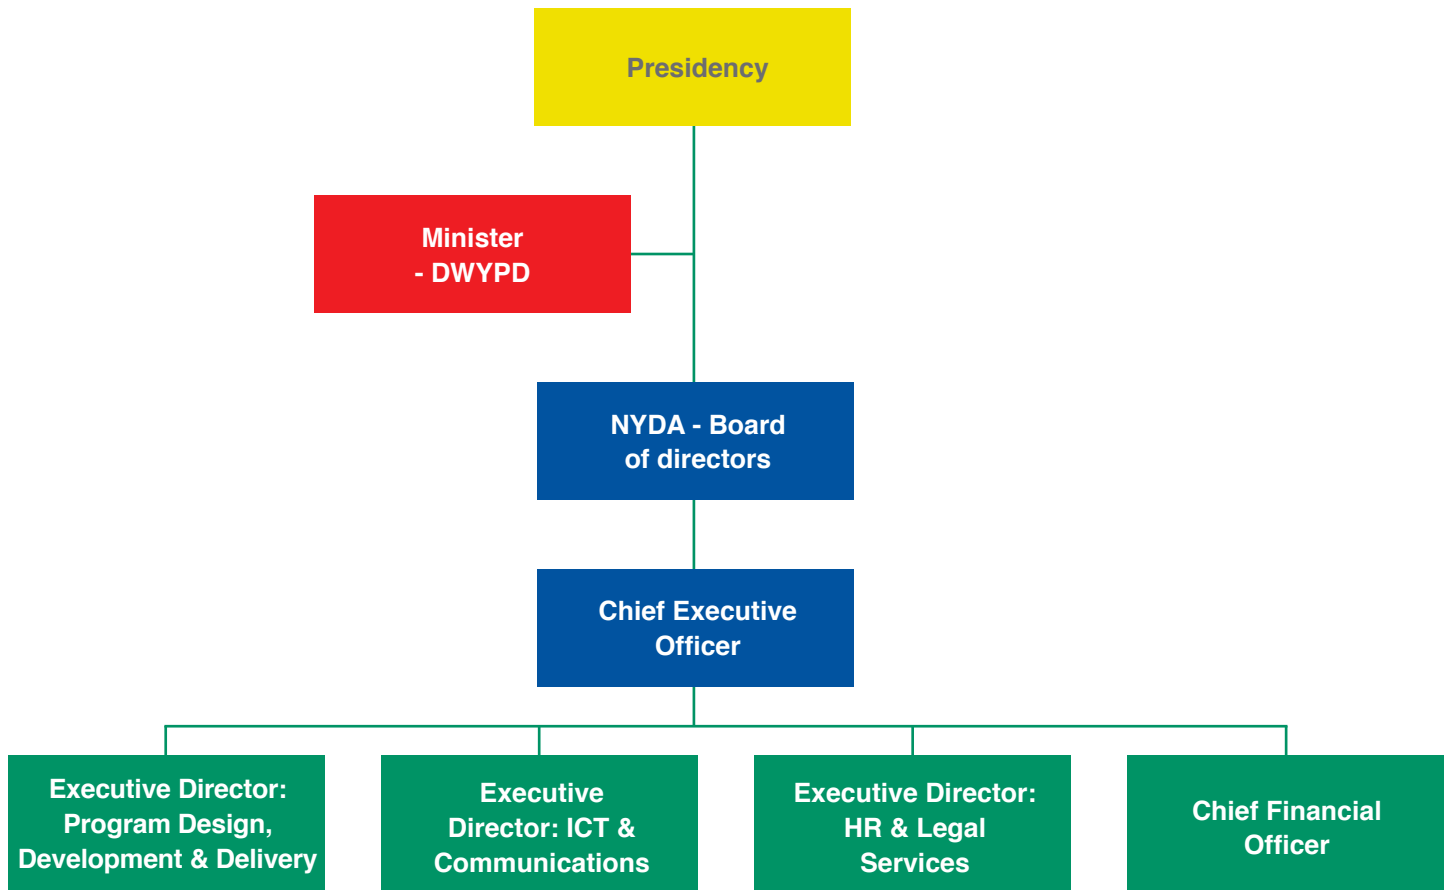 Presidency
Minister
- DWYPD
NYDA - Board
of directors
Chief Executive
Officer
Executive Director:
Program Design,
Development & Delivery
Executive
Director: ICT &
Communications
Executive Director:
HR & Legal
Services
Chief Financial
Officer